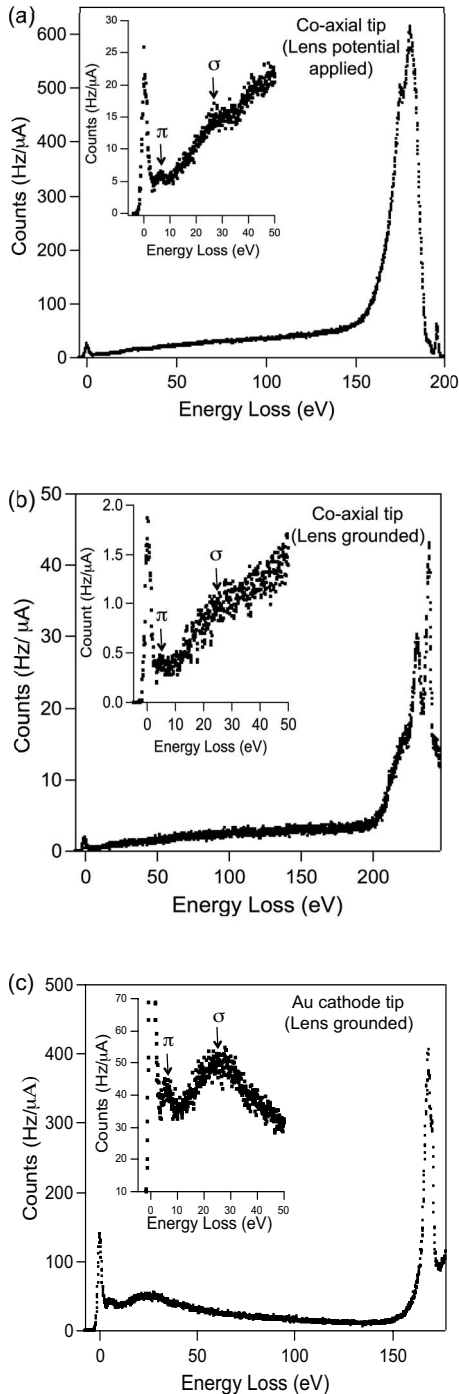 (a)
Co-axial tip
(Lens potential
applied)
Counts (Hz/μA)
600
500
400
300
200
100
0
0
50
100
150
200
Energy Loss (eV)
Counts (Hz/μA)
30
25
20
15
10
5
0
π
σ
0
10
20
30
40
50
Energy Loss (eV)
(b)
Co-axial tip
(Lens grounded)
Counts (Hz/ μA)
50
40
30
20
10
0
0
50
100
150
200
Energy Loss (eV)
Couunt (Hz/μA)
2.0
1.5
1.0
0.5
0.0
π
σ
0
10
20
30
40
50
Energy Loss (eV)
(c)
Au cathode tip
(Lens grounded)
Counts (Hz/μA)
500
400
300
200
100
0
0
50
100
150
Energy Loss (eV)
Counts (Hz/μA)
70
60
50
40
30
20
10
π
σ
0
10
20
30
40
50
Energy Loss (eV)